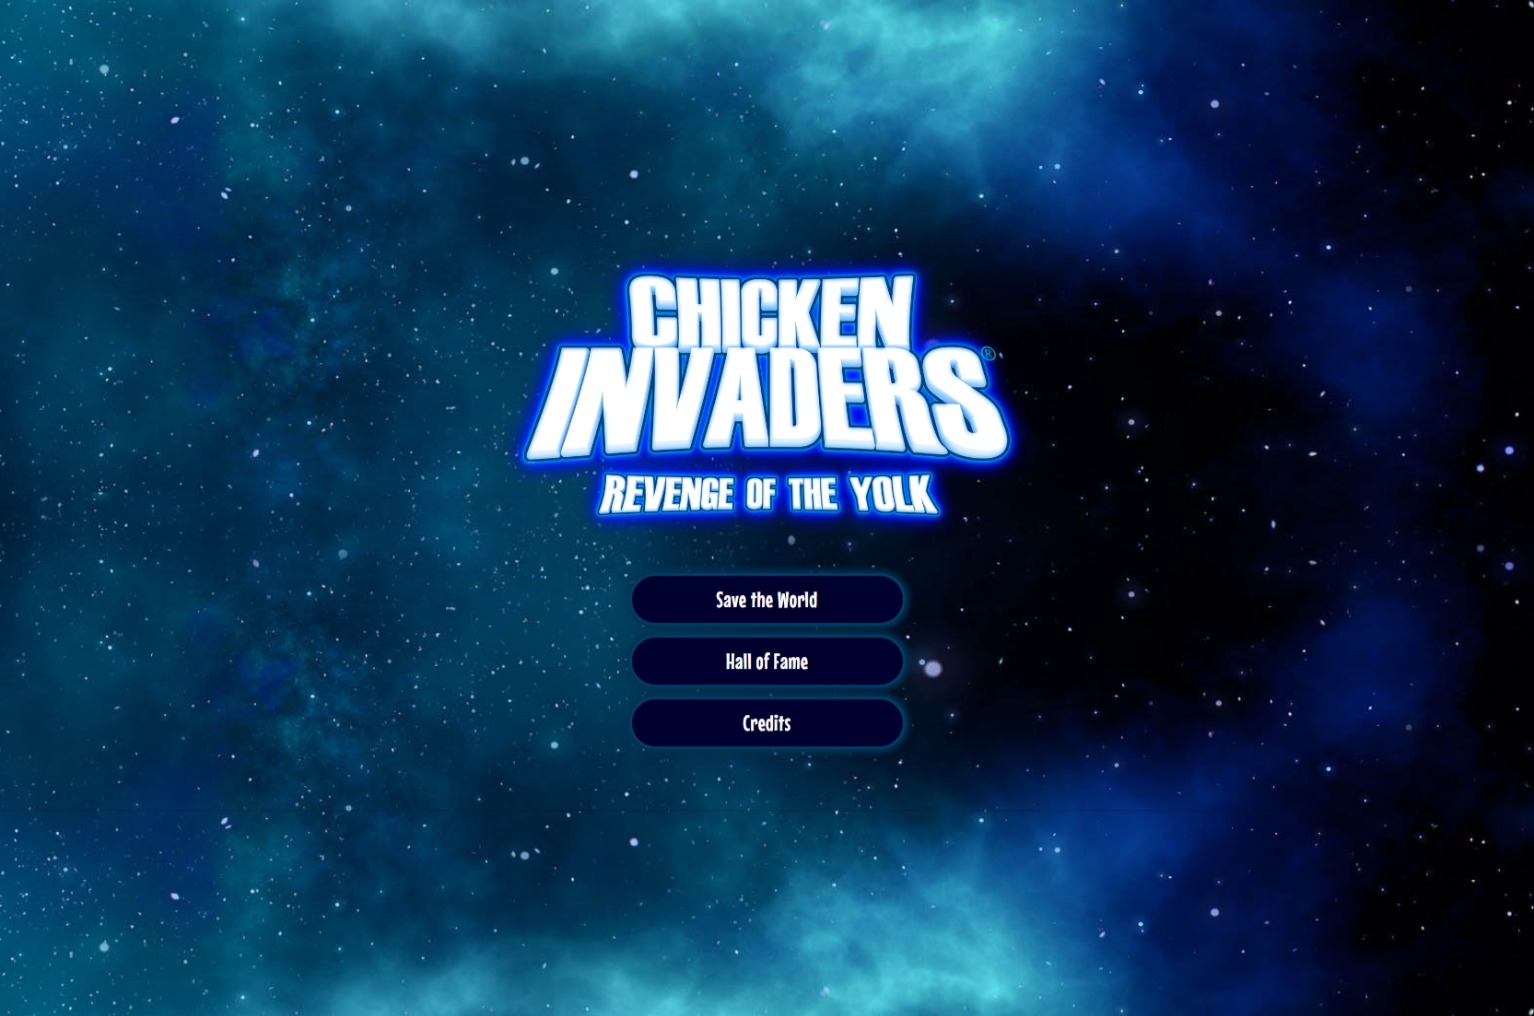 CHICKEN
INVADERS®
REVENGE OF THE YOLK
Save the World
Hall of Fame
Credits